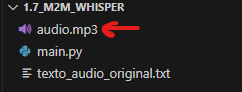 1.7_M2M_WHISPER
audio.mp3
main.py
texto_audio_original.txt